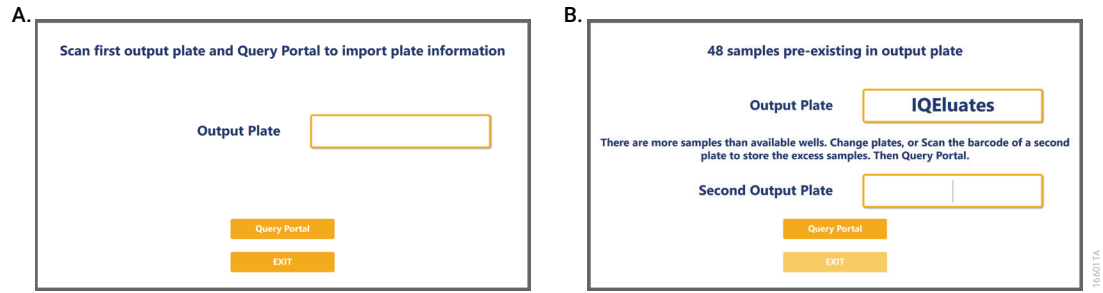 A.
Scan first output plate and Query Portal to import plate information
Output Plate
Query Portal
EXIT
B.
48 samples pre-existing in output plate
Output Plate
IQEluates
There are more samples than available wells. Change plates, or Scan the barcode of a second
plate to store the excess samples. Then Query Portal.
Second Output Plate
Query Portal
EXIT
16601TA